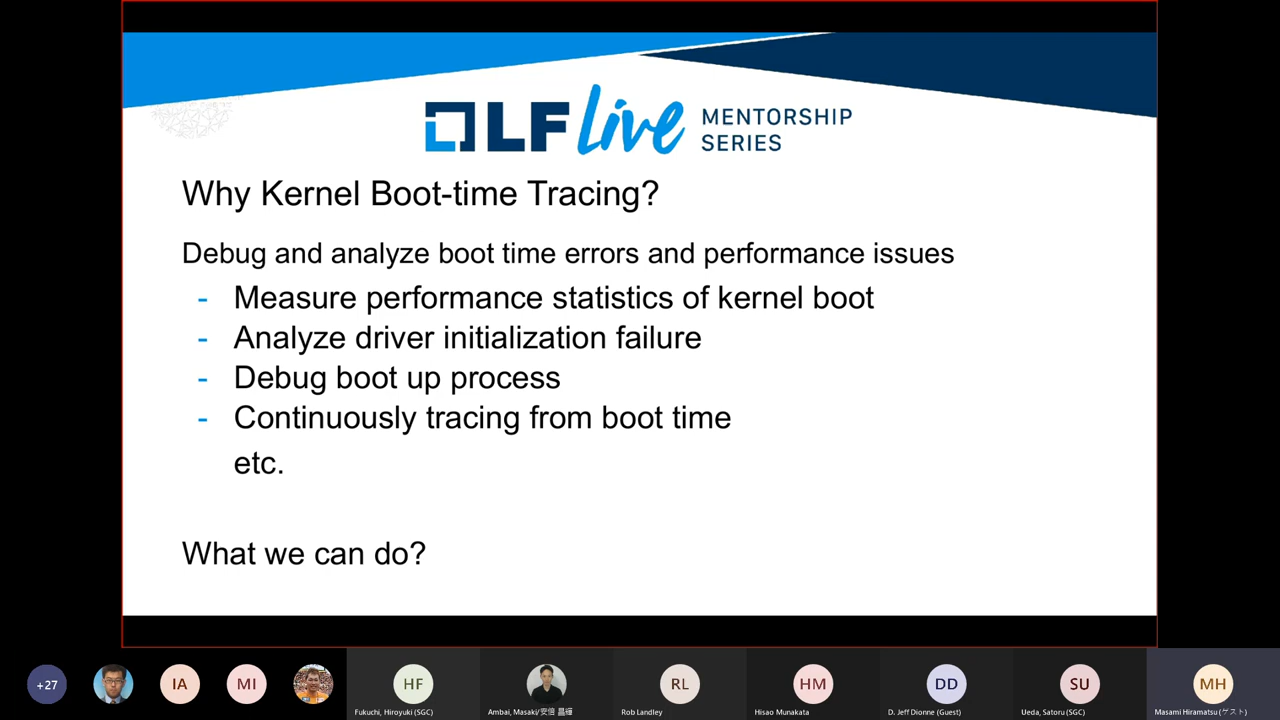 LF Live MENTORSHIP
SERIES
Why Kernel Boot-time Tracing?
Debug and analyze boot time errors and performance issues
- Measure performance statistics of kernel boot
- Analyze driver initialization failure
- Debug boot up process
- Continuously tracing from boot time
etc.
What we can do?
+27
IA
MI
HF
RL
HM
DD
SU
MH
Fukuchi, Hiroyuki (SGC)
Ambai, Masaki/安倍 昌輝
Rob Landley
Hisao Munakata
D. Jeff Dionne (Guest)
Ueda, Satoru (SGC)
Masami Hiramatsu (ゲスト)